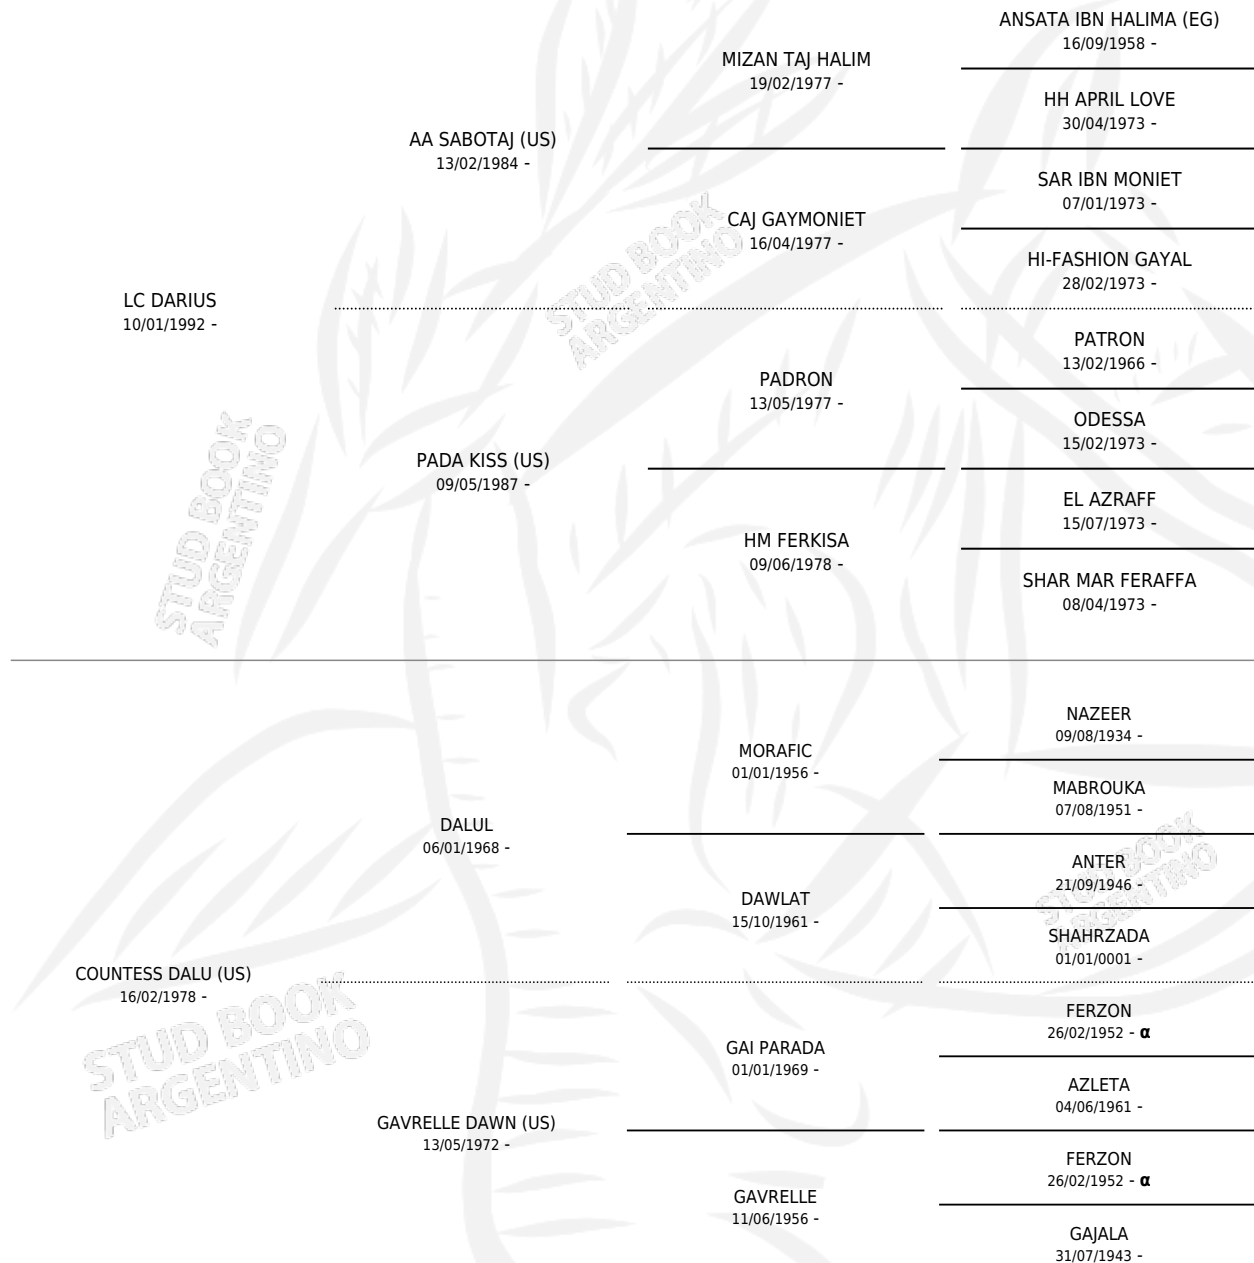 ANSATA IBN HALIMA (EG)
16/09/1958 -
MIZAN TAJ HALIM
19/02/1977 -
HH APRIL LOVE
30/04/1973 -
AA SABOTAJ (US)
13/02/1984 -
SAR IBN MONIET
07/01/1973 -
CAJ GAYMONIET
16/04/1977 -
HI-FASHION GAYAL
28/02/1973 -
LC DARIUS
10/01/1992 -
PATRON
13/02/1966 -
PADRON
13/05/1977 -
ODESSA
15/02/1973 -
PADA KISS (US)
09/05/1987 -
EL AZRAFF
15/07/1973 -
HM FERKISA
09/06/1978 -
SHAR MAR FERAFFA
08/04/1973 -
NAZEER
09/08/1934 -
MORAFIC
01/01/1956 -
MABROUKA
07/08/1951 -
DALUL
06/01/1968 -
ANTER
21/09/1946 -
DAWLAT
15/10/1961 -
SHAHRZADA
01/01/0001 -
COUNTESS DALU (US)
16/02/1978 -
FERZON
26/02/1952 - α
GAI PARADA
01/01/1969 -
AZLETA
04/06/1961 -
GAVRELLE DAWN (US)
13/05/1972 -
FERZON
26/02/1952 - α
GAVRELLE
11/06/1956 -
GAJALA
31/07/1943 -
STUD BOOK
ARGENTINO
STUD BOOK
ARGENTINO
STUD BOOK
ARGENTINO
STUD BOOK
ARGENTINO